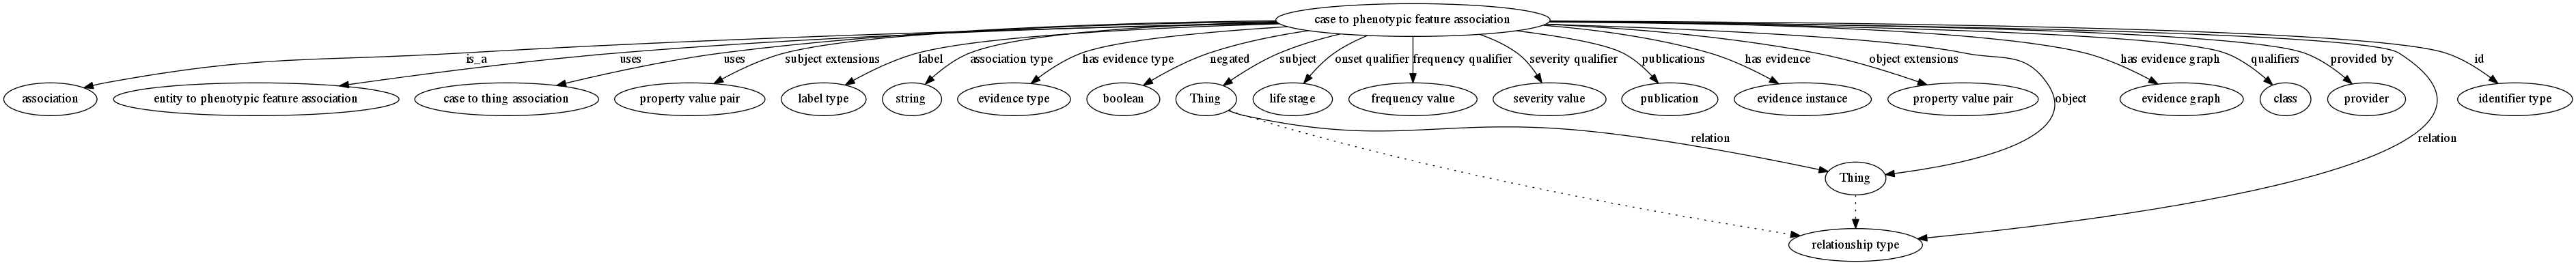 case to phenotypic feature association
is_a
uses
uses
subject extensions
label
association type
has evidence type
negated
subject
onset qualifier
frequency qualifier
severity qualifier
publications
has evidence
object extensions
has evidence graph
qualifiers
provided by
id
association
entity to phenotypic feature association
case to thing association
property value pair
label type
string
evidence type
boolean
Thing
life stage
frequency value
severity value
publication
evidence instance
property value pair
object
evidence graph
class
provider
identifier type
relation
relation
Thing
relationship type